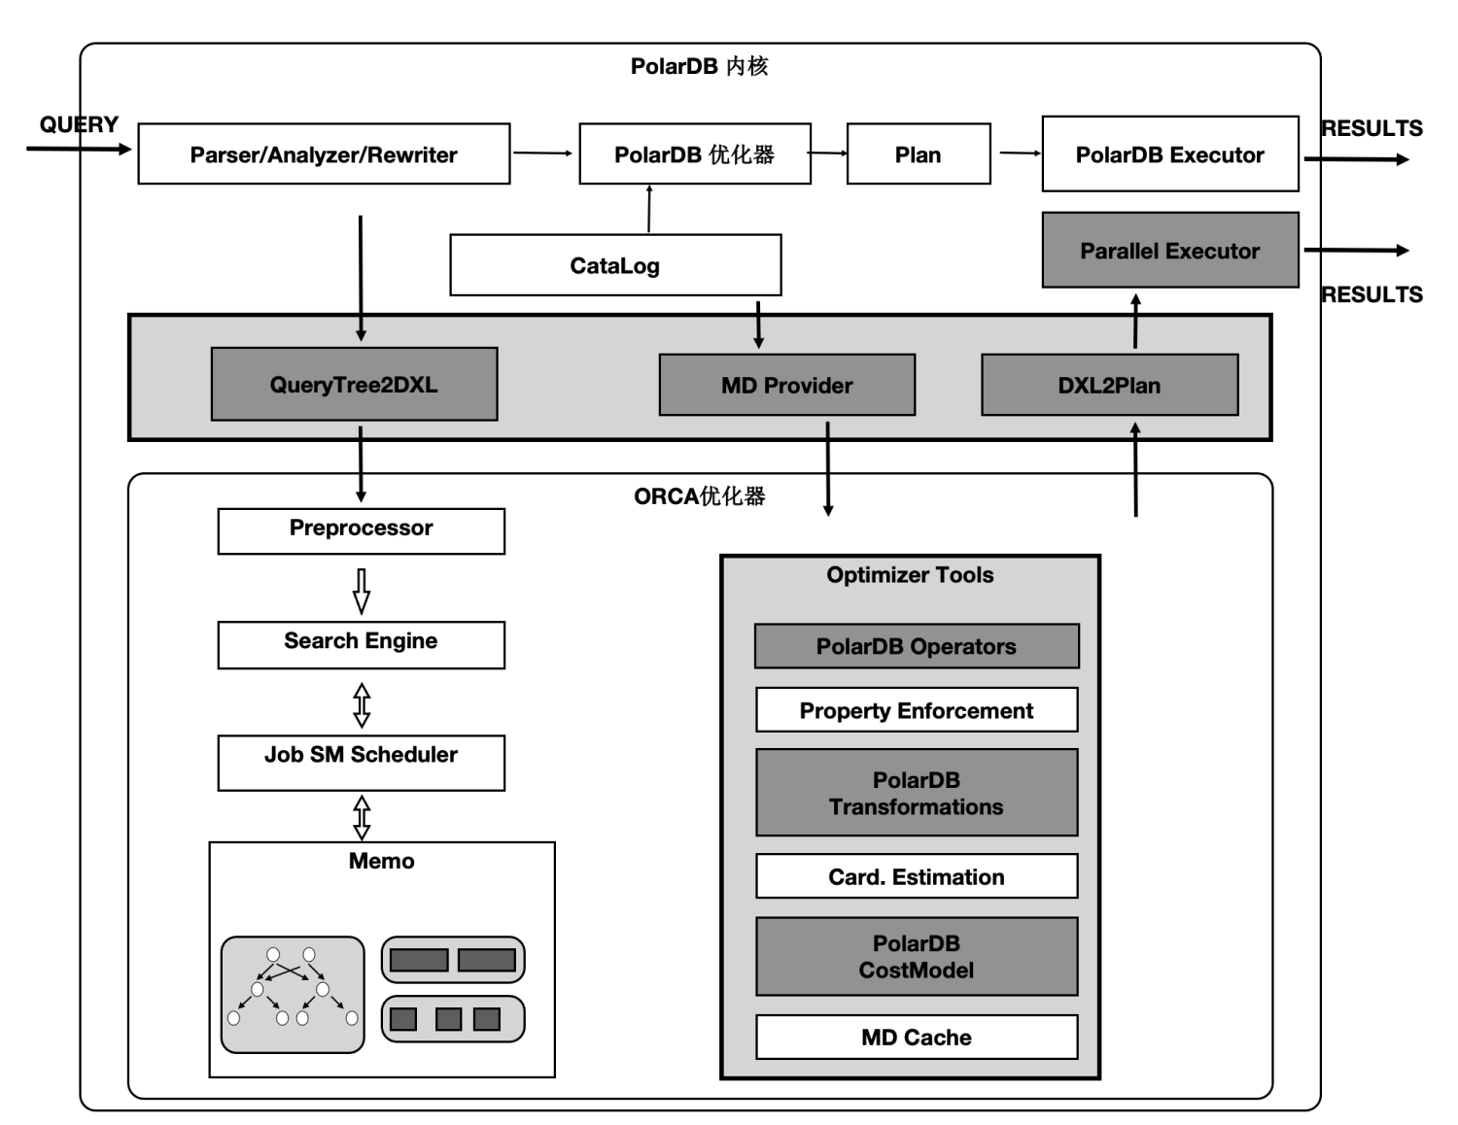 PolarDB 内核
QUERY
Parser/Analyzer/Rewriter
PolarDB 优化器
Plan
PolarDB Executor
RESULTS
CataLog
Parallel Executor
RESULTS
QueryTree2DXL
MD Provider
DXL2Plan
ORCA优化器
Preprocessor
Search Engine
Job SM Scheduler
Memo
Optimizer Tools
PolarDB Operators
Property Enforcement
PolarDB
Transformations
Card. Estimation
PolarDB
CostModel
MD Cache